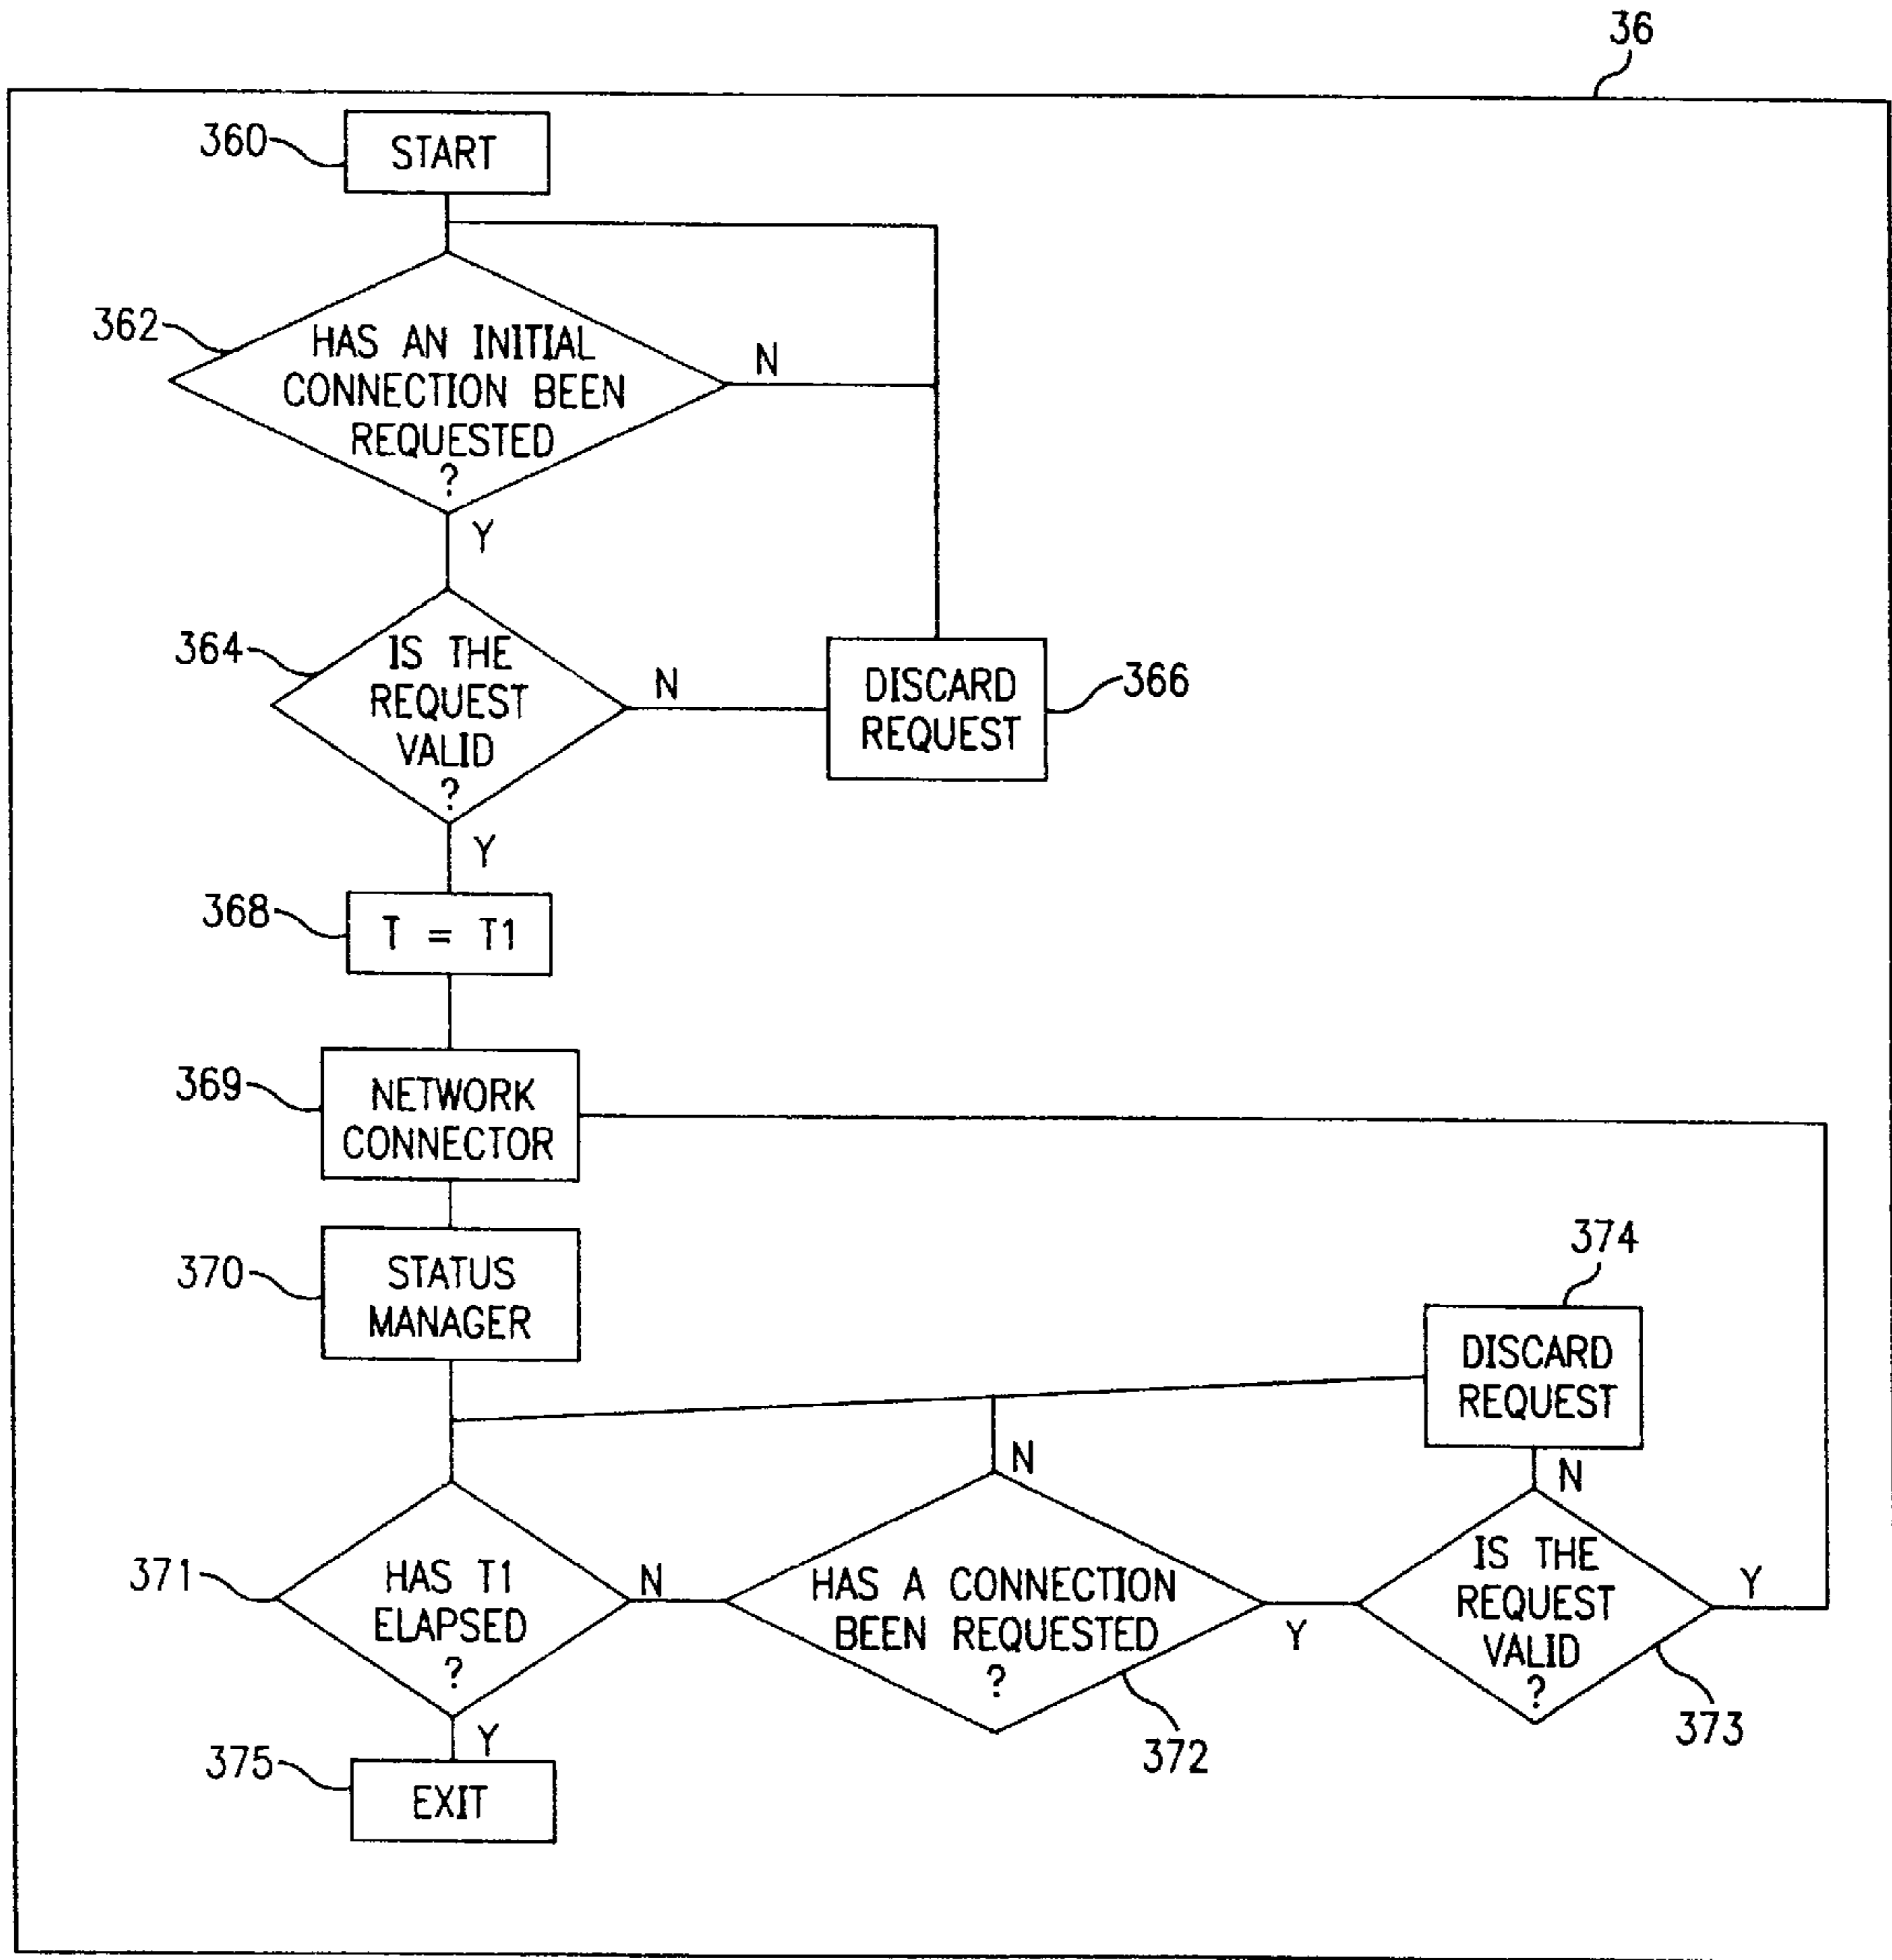 36
360
START
362
HAS AN INITIAL
CONNECTION BEEN
REQUESTED
?
N
Y
364
IS THE
REQUEST
VALID
?
N
DISCARD
REQUEST
366
Y
368
T = T1
369
NETWORK
CONNECTOR
370
STATUS
MANAGER
374
DISCARD
REQUEST
371
HAS T1
ELAPSED
?
N
N
HAS A CONNECTION
BEEN REQUESTED
?
372
Y
N
IS THE
REQUEST
VALID
?
373
Y
Y
375
EXIT